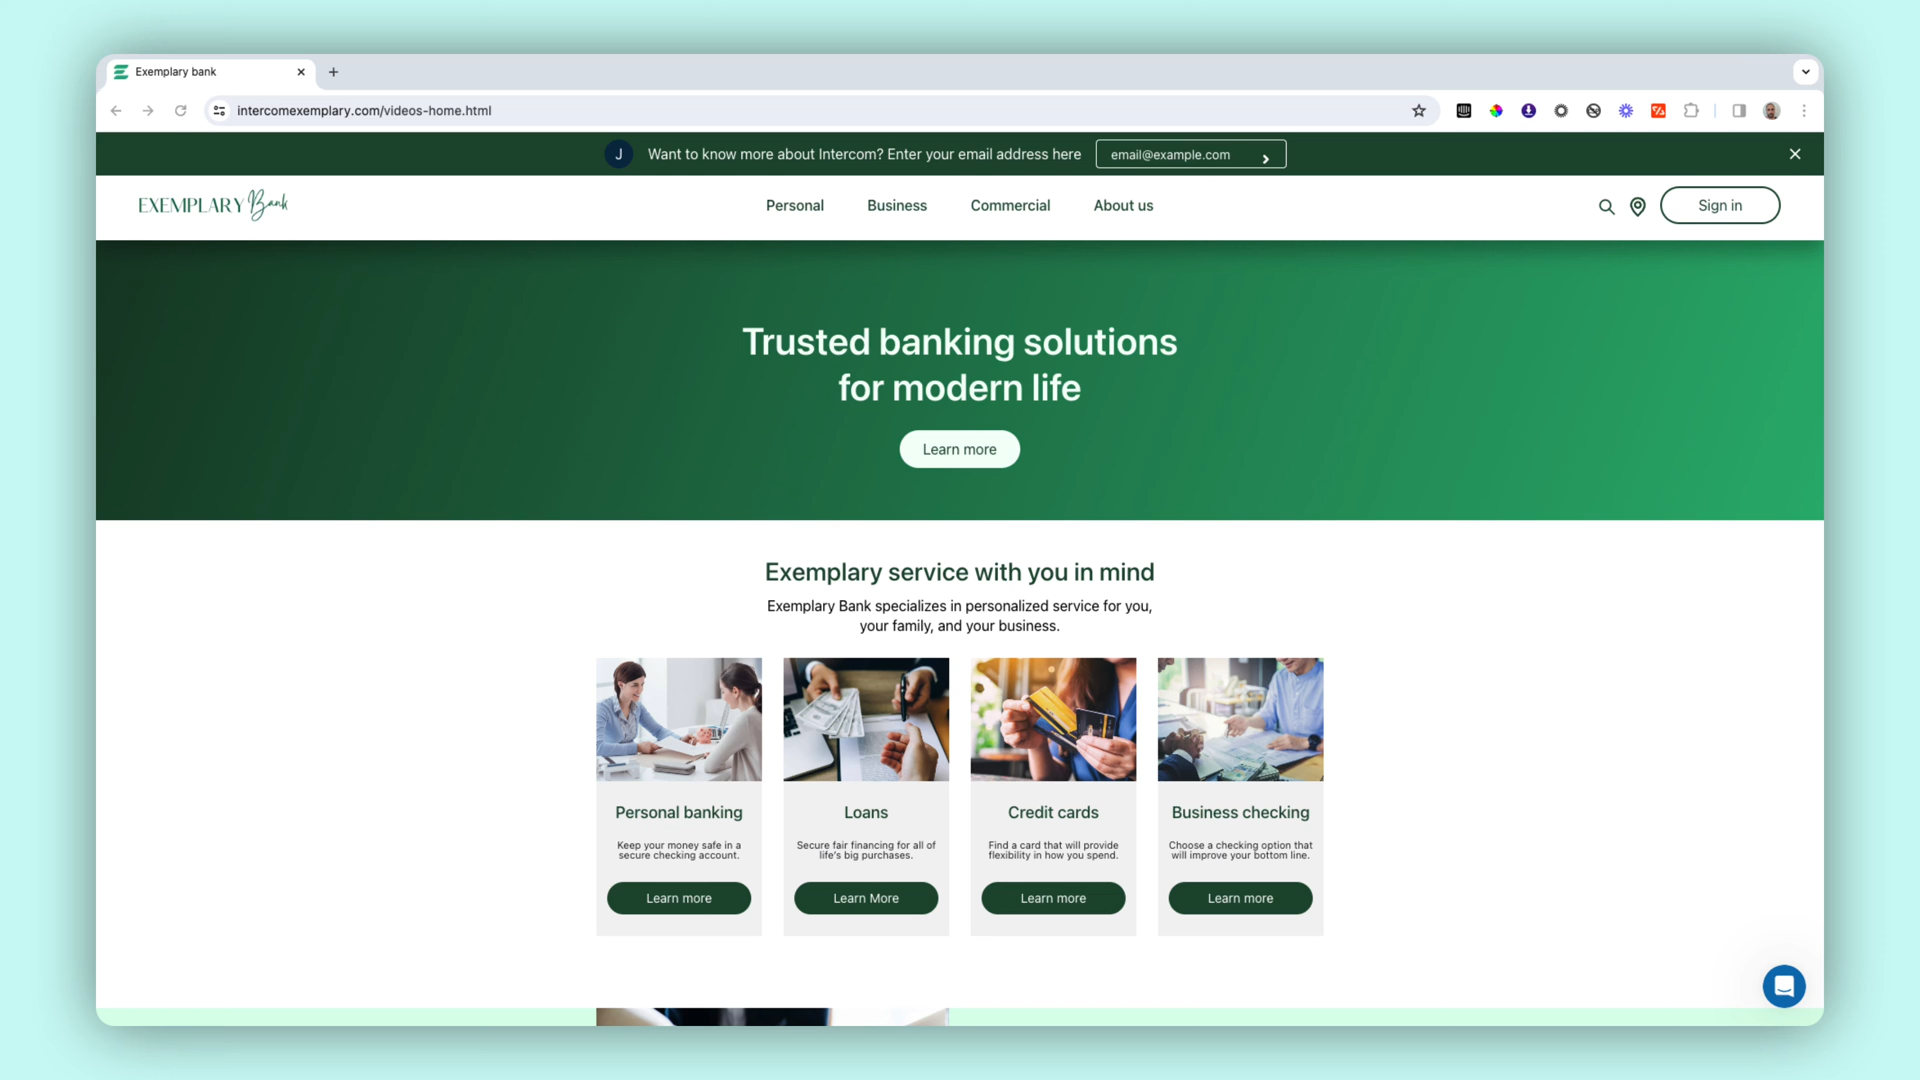 Exemplary bank
intercomexemplary.com/videos-home.html
J Want to know more about Intercom? Enter your email address here email@example.com
EXEMPLARY Bank
Personal Business Commercial About us
Sign in
Trusted banking solutions
for modern life
Learn more
Exemplary service with you in mind
Exemplary Bank specializes in personalized service for you,
your family, and your business.
Personal banking
Keep your money safe in a
secure checking account.
Learn more
Loans
Secure fair financing for all of
life's big purchases.
Learn More
Credit cards
Find a card that will provide
flexibility in how you spend.
Learn more
Business checking
Choose a checking option that
will improve your bottom line.
Learn more